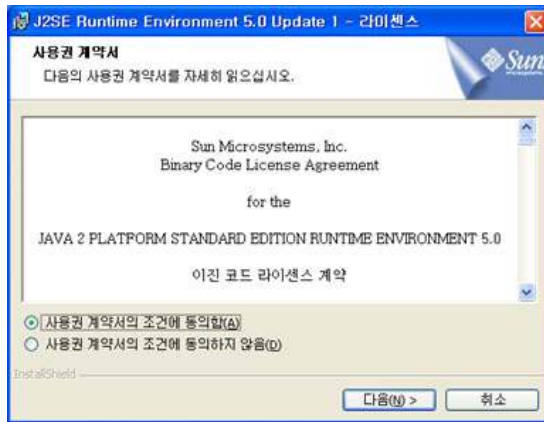 J2SE Runtime Environment 5.0 Update 1 - 라이센스
사용권 계약서
다음의 사용권 계약서를 자세히 읽으십시오.
Sun
microsystems
Sun Microsystems, Inc.
Binary Code License Agreement
for the
JAVA 2 PLATFORM STANDARD EDITION RUNTIME ENVIRONMENT 5.0
이진 코드 라이센스 계약
사용권 계약서의 조건에 동의함(A)
사용권 계약서의 조건에 동의하지 않음(D)
InstallShield
다음(N) > 취소